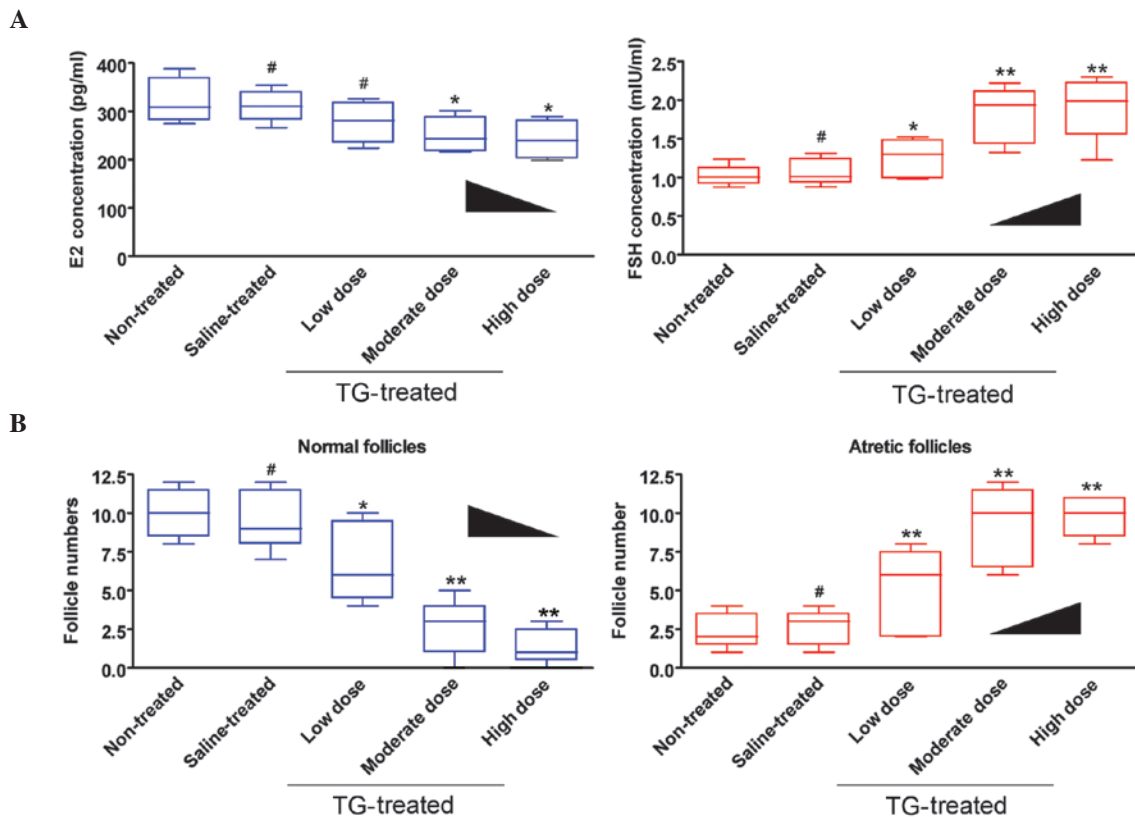 A
E2 concentration (pg/ml)
400
300
200
100
0
#
#
*
*
Non-treated
Saline-treated
Low dose
Moderate dose
High dose
TG-treated
FSH concentration (mIU/ml)
2.5
2.0
1.5
1.0
0.5
0.0
#
*
**
**
Non-treated
Saline-treated
Low dose
Moderate dose
High dose
TG-treated
B
Normal follicles
Follicle numbers
12.5
10.0
7.5
5.0
2.5
0.0
#
*
**
**
Non-treated
Saline-treated
Low dose
Moderate dose
High dose
TG-treated
Atretic follicles
Follicle number
12.5
10.0
7.5
5.0
2.5
0.0
#
**
**
**
Non-treated
Saline-treated
Low dose
Moderate dose
High dose
TG-treated